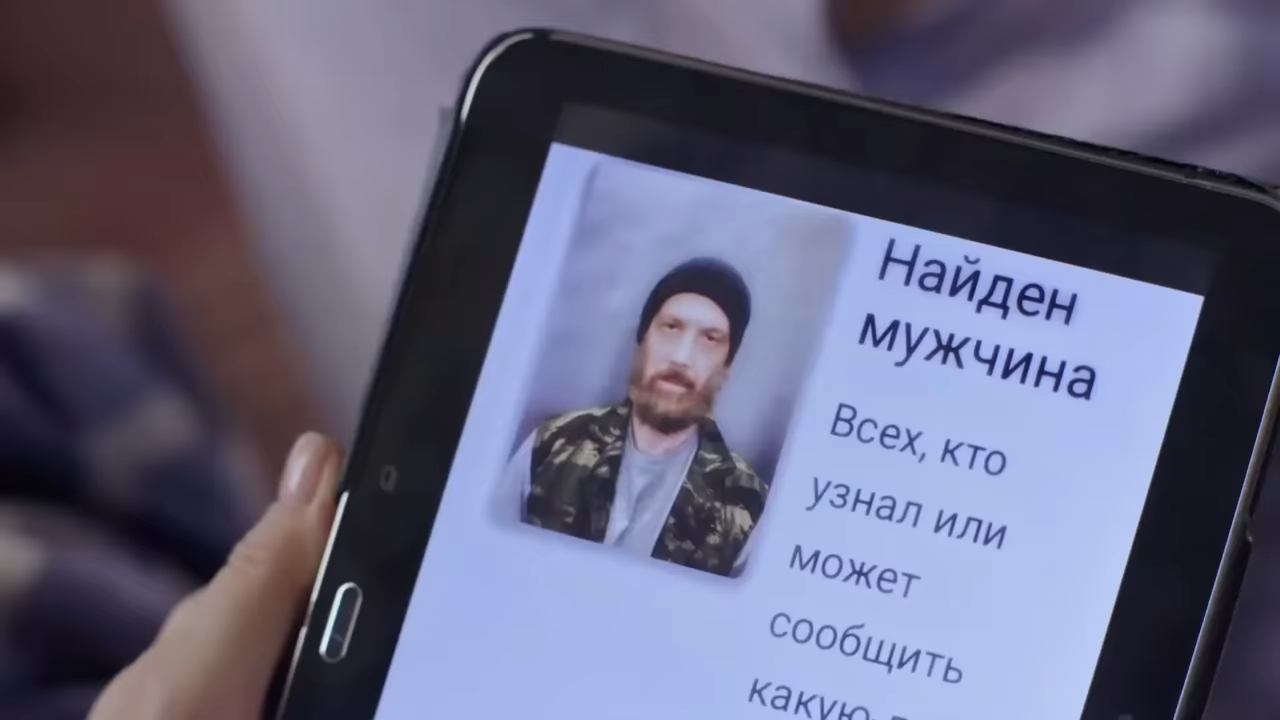 Найден
мужчина
Всех, кто
узнал или
может
сообщить